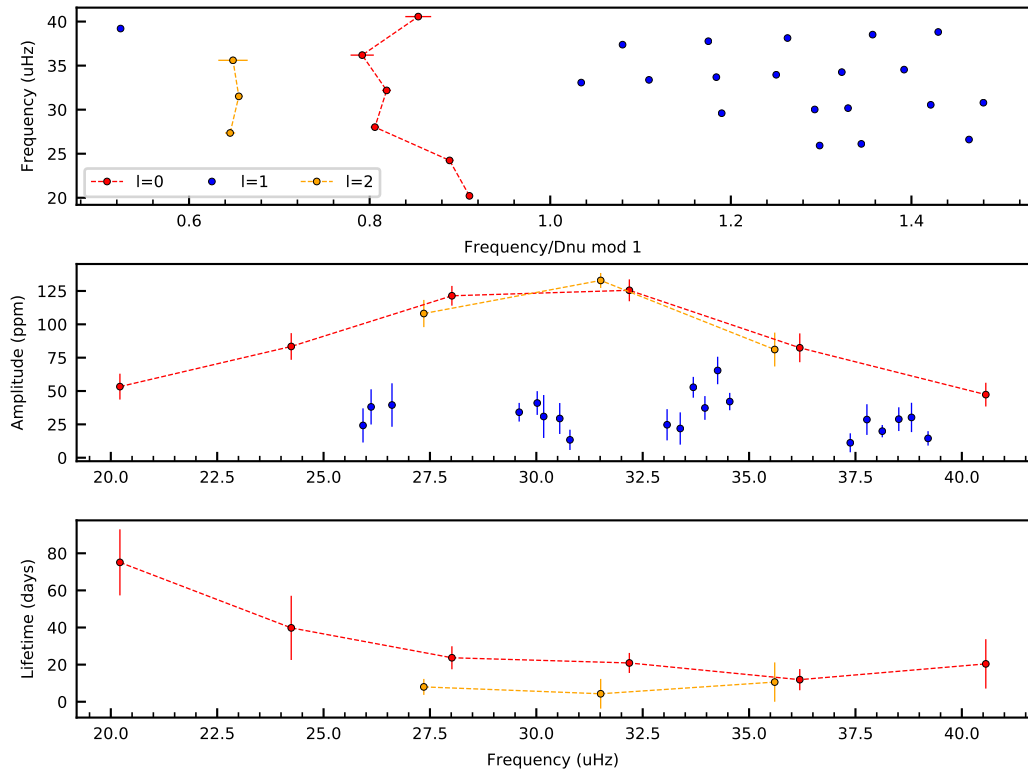 Frequency (uHz)
40
35
30
25
20
l=0 l=1 l=2
0.6 0.8 1.0 1.2 1.4
Frequency/Dnu mod 1
Amplitude (ppm)
125
100
75
50
25
0
20.0 22.5 25.0 27.5 30.0 32.5 35.0 37.5 40.0
Lifetime (days)
80
60
40
20
0
20.0 22.5 25.0 27.5 30.0 32.5 35.0 37.5 40.0
Frequency (uHz)